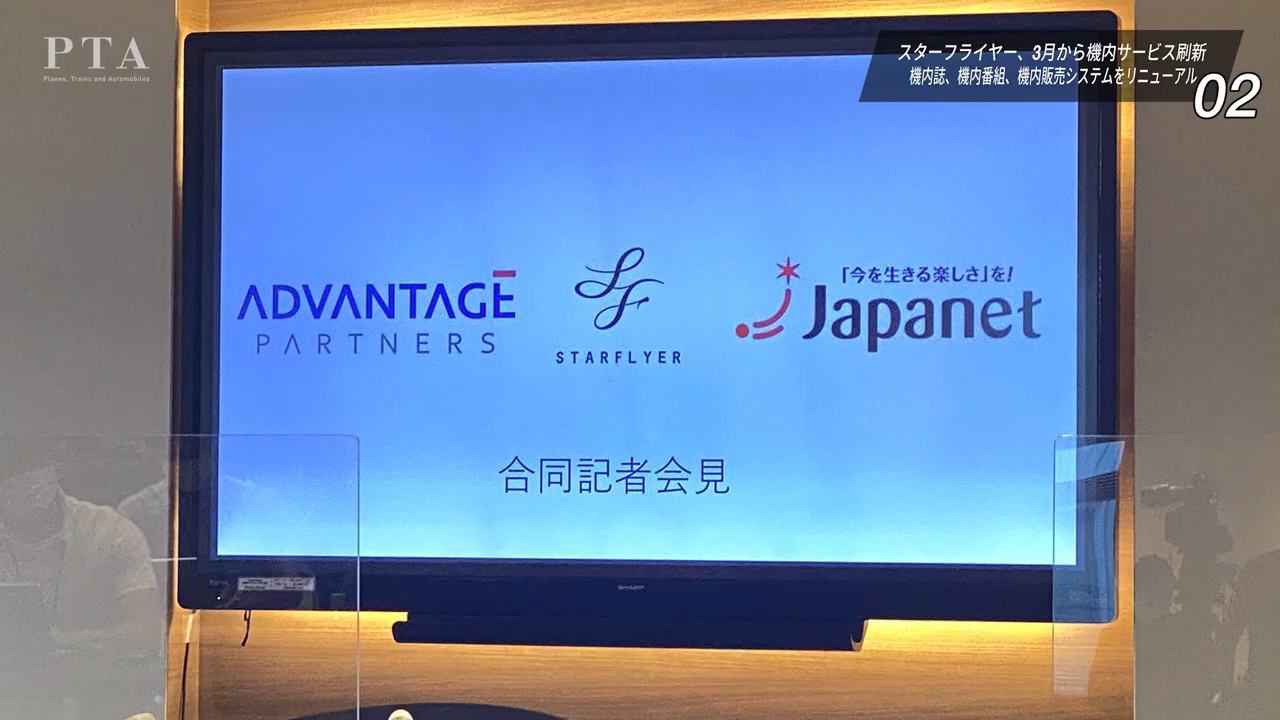 PTA
Planes, Trains and Automobiles
スターフライヤー、3月から機内サービス刷新
機内誌、機内番組、機内販売システムをリニューアル
02
ADVANTAGE
PARTNERS
STARFLYER
「今を生きる楽しさ」を!
Japanet
合同記者会見
SHARP